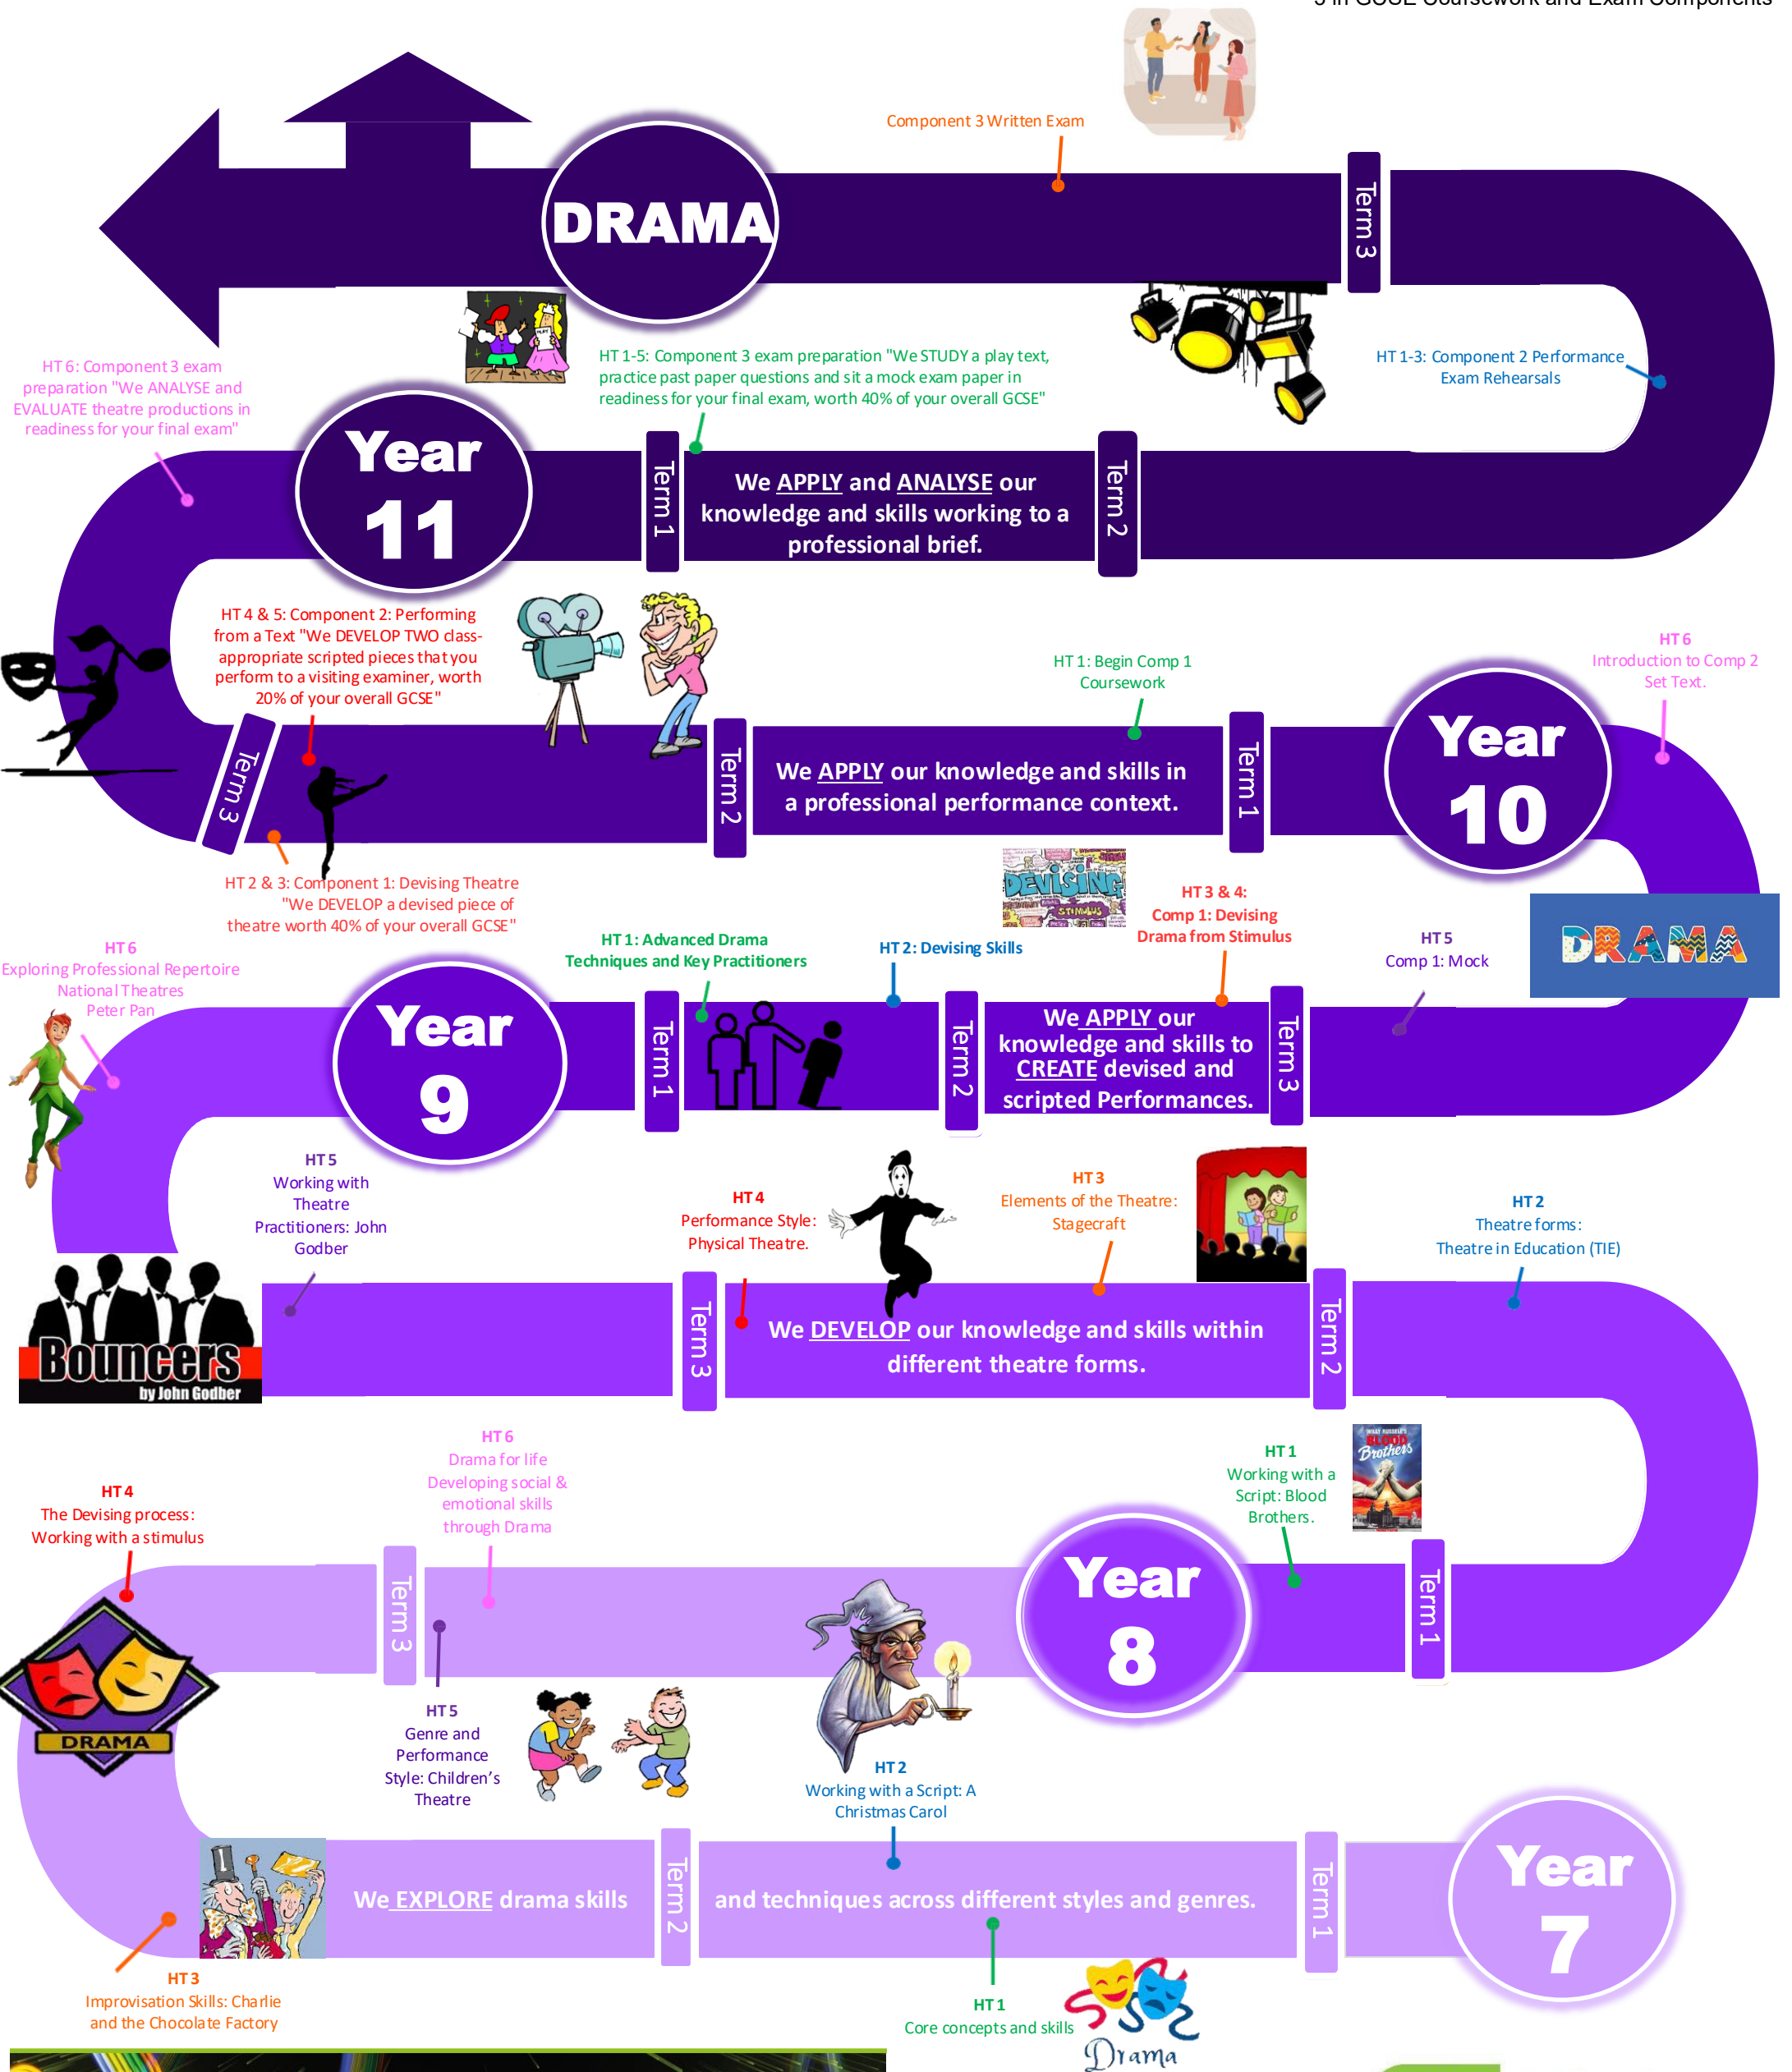 5 in GCSE Coursework and Exam Components
Component 3 Written Exam
DRAMA
Term 3
HT 6: Component 3 exam
preparation "We ANALYSE and
EVALUATE theatre productions in
readiness for your final exam"
HT 1-5: Component 3 exam preparation "We STUDY a play text,
practice past paper questions and sit a mock exam paper in
readiness for your final exam, worth 40% of your overall GCSE"
HT 1-3: Component 2 Performance
Exam Rehearsals
Year
11
Term 1
We APPLY and ANALYSE our
knowledge and skills working to a
professional brief.
Term 2
HT 4 & 5: Component 2: Performing
from a Text "We DEVELOP TWO class-
appropriate scripted pieces that you
perform to a visiting examiner, worth
20% of your overall GCSE"
HT 1: Begin Comp 1
Coursework
HT 6
Introduction to Comp 2
Set Text.
Term 3
Term 2
We APPLY our knowledge and skills in
a professional performance context.
Term 1
Year
10
HT 2 & 3: Component 1: Devising Theatre
"We DEVELOP a devised piece of
theatre worth 40% of your overall GCSE"
DEVISING
STIMULUS
HT 3 & 4:
Comp 1: Devising
Drama from Stimulus
HT 6
Exploring Professional Repertoire
National Theatres
Peter Pan
HT 1: Advanced Drama
Techniques and Key Practitioners
HT 2: Devising Skills
HT 5
Comp 1: Mock
DRAMA
Year
9
Term 1
Term 2
We APPLY our
knowledge and skills to
CREATE devised and
scripted Performances.
Term 3
HT 5
Working with
Theatre
Practitioners: John
Godber
HT 4
Performance Style:
Physical Theatre.
HT 3
Elements of the Theatre:
Stagecraft
HT 2
Theatre forms:
Theatre in Education (TIE)
Bouncers
by John Godber
Term 3
We DEVELOP our knowledge and skills within
different theatre forms.
Term 2
HT 4
The Devising process:
Working with a stimulus
HT 6
Drama for life
Developing social &
emotional skills
through Drama
HT 1
Working with a
Script: Blood
Brothers.
WILLY RUSSELL'S
BLOOD
Brothers
Term 3
Year
8
Term 1
DRAMA
HT 5
Genre and
Performance
Style: Children's
Theatre
HT 2
Working with a Script: A
Christmas Carol
We EXPLORE drama skills
Term 2
and techniques across different styles and genres.
Term 1
Year
7
HT 3
Improvisation Skills: Charlie
and the Chocolate Factory
HT 1
Core concepts and skills
Drama